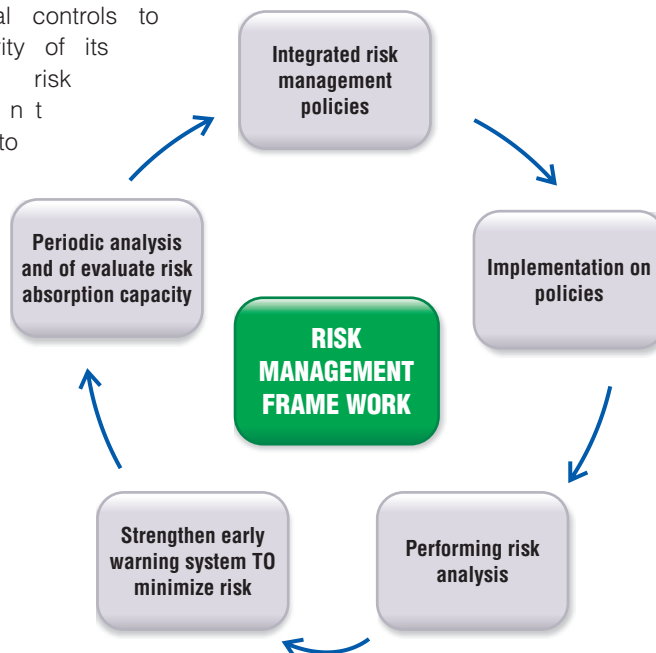 al controls to
rity of its
risk
n t
to
Integrated risk
management
policies
Implementation on
policies
Performing risk
analysis
Strengthen early
warning system TO
minimize risk
Periodic analysis
and of evaluate risk
absorption capacity
RISK
MANAGEMENT
FRAME WORK